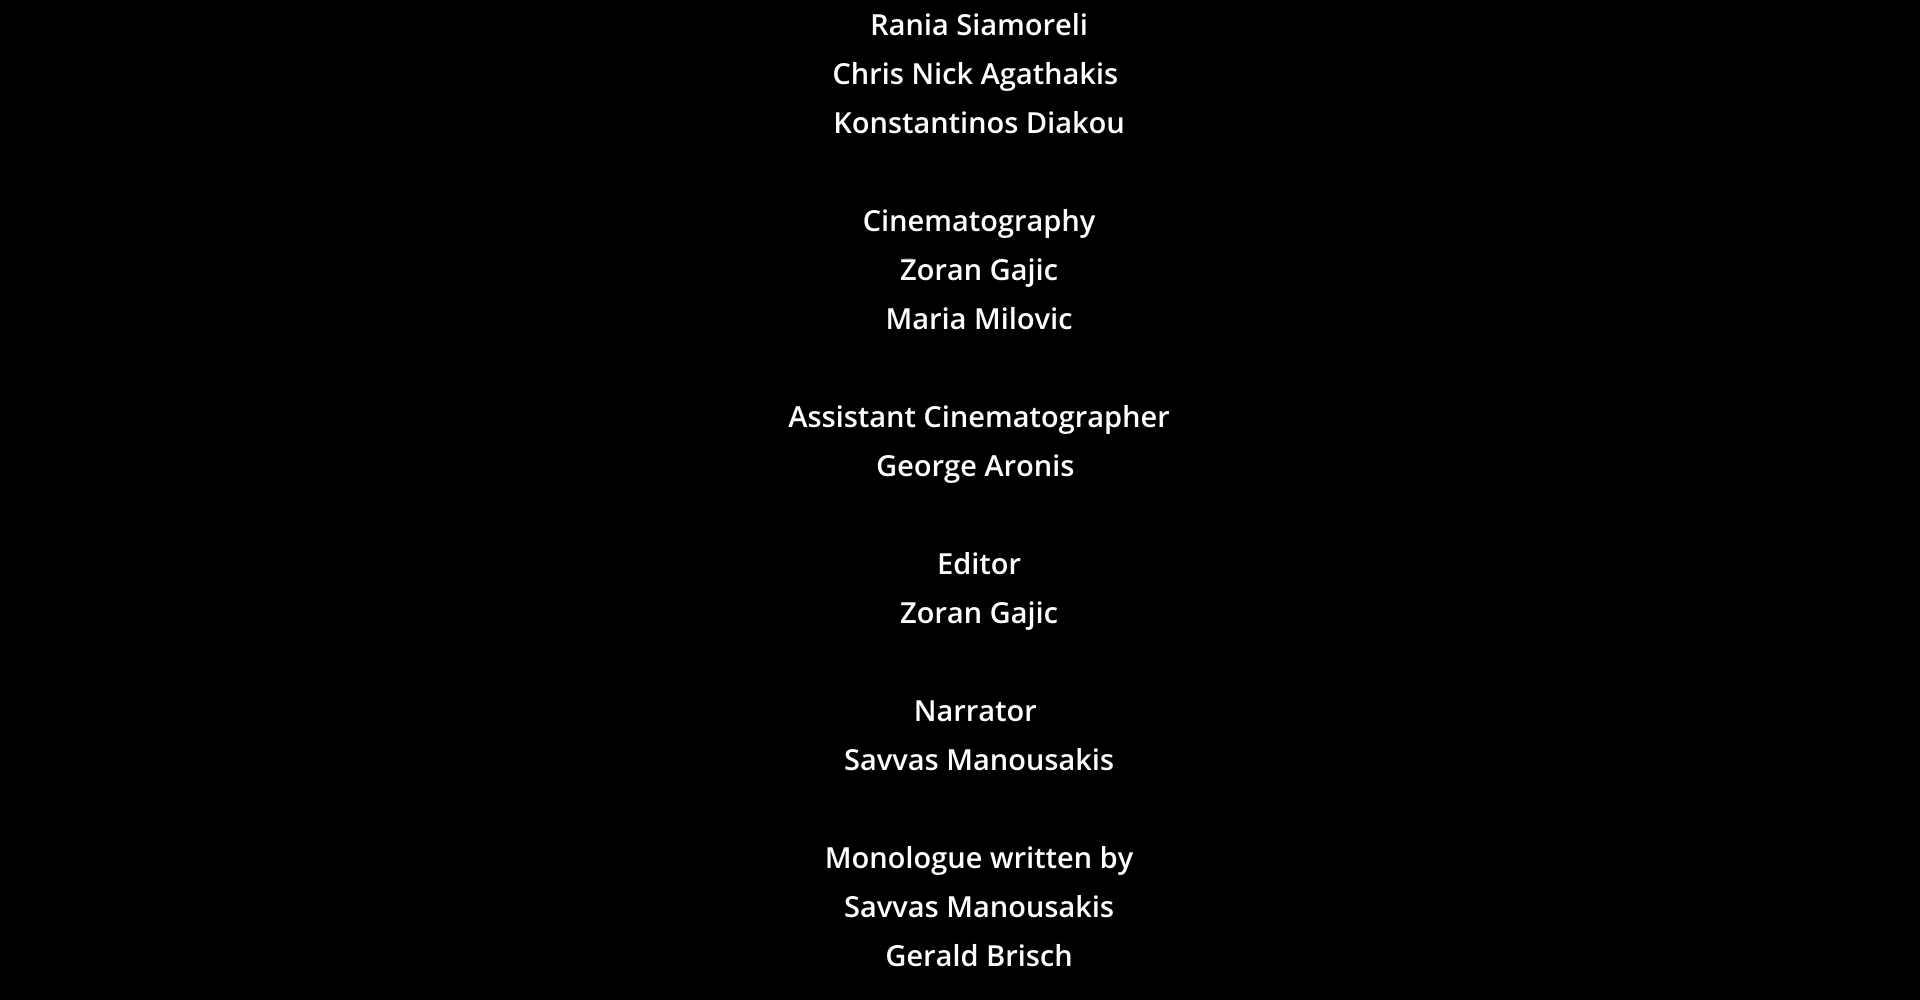 Rania Siamoreli
Chris Nick Agathakis
Konstantinos Diakou
Cinematography
Zoran Gajic
Maria Milovic
Assistant Cinematographer
George Aronis
Editor
Zoran Gajic
Narrator
Savvas Manousakis
Monologue written by
Savvas Manousakis
Gerald Brisch